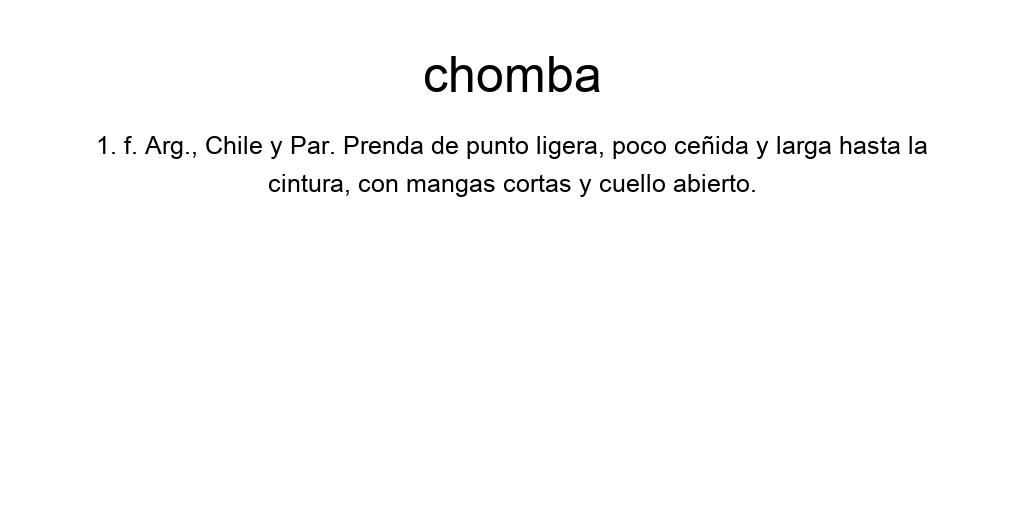 chomba
1. f. Arg., Chile y Par. Prenda de punto ligera, poco ceñida y larga hasta la
cintura, con mangas cortas y cuello abierto.